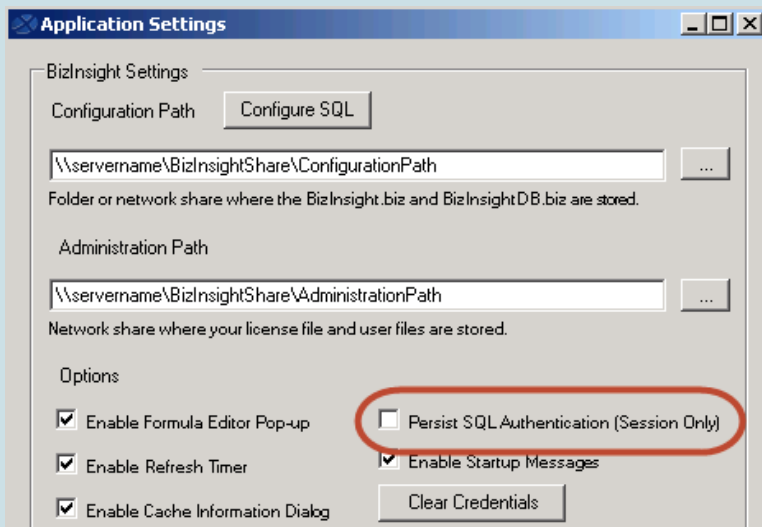 Application Settings
BizInsight Settings
Configuration Path Configure SQL
\\servername\BizInsightShare\ConfigurationPath ...
Folder or network share where the BizInsight.biz and BizInsightDB.biz are stored.
Administration Path
\\servername\BizInsightShare\AdministrationPath ...
Network share where your license file and user files are stored.
Options
Enable Formula Editor Pop-up Persist SQL Authentication (Session Only)
Enable Refresh Timer Enable Startup Messages
Enable Cache Information Dialog Clear Credentials